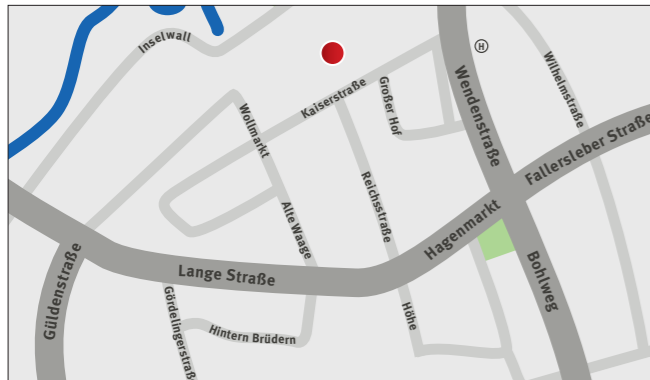 Inselwall
H
Wilhelmstraße
Wendenstraße
Kaiserstraße
Großer Hof
Wollmarkt
Fallersleber Straße
Reichsstraße
Alte Waage
Hagenmarkt
Güldenstraße
Lange Straße
Bohlweg
Gördelingerstraß
Höhe
Hintern Brüdern